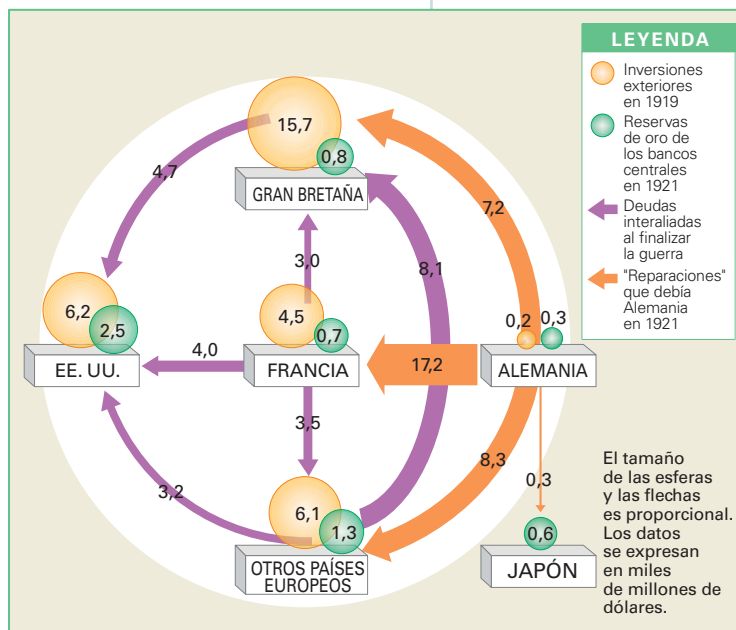 LEYENDA
Inversiones
exteriores
en 1919
Reservas
de oro de
los bancos
centrales
en 1921
Deudas
interaliadas
al finalizar
la guerra
"Reparaciones"
que debía
Alemania
en 1921
15,7
0,8
GRAN BRETAÑA
4,7
7,2
3,0
8,1
6,2
2,5
EE. UU.
4,0
4,5
0,7
FRANCIA
17,2
0,2
0,3
ALEMANIA
3,5
3,2
8,3
0,3
6,1
1,3
OTROS PAÍSES
EUROPEOS
0,6
JAPÓN
El tamaño
de las esferas
y las flechas
es proporcional.
Los datos
se expresan
en miles
de millones de
dólares.